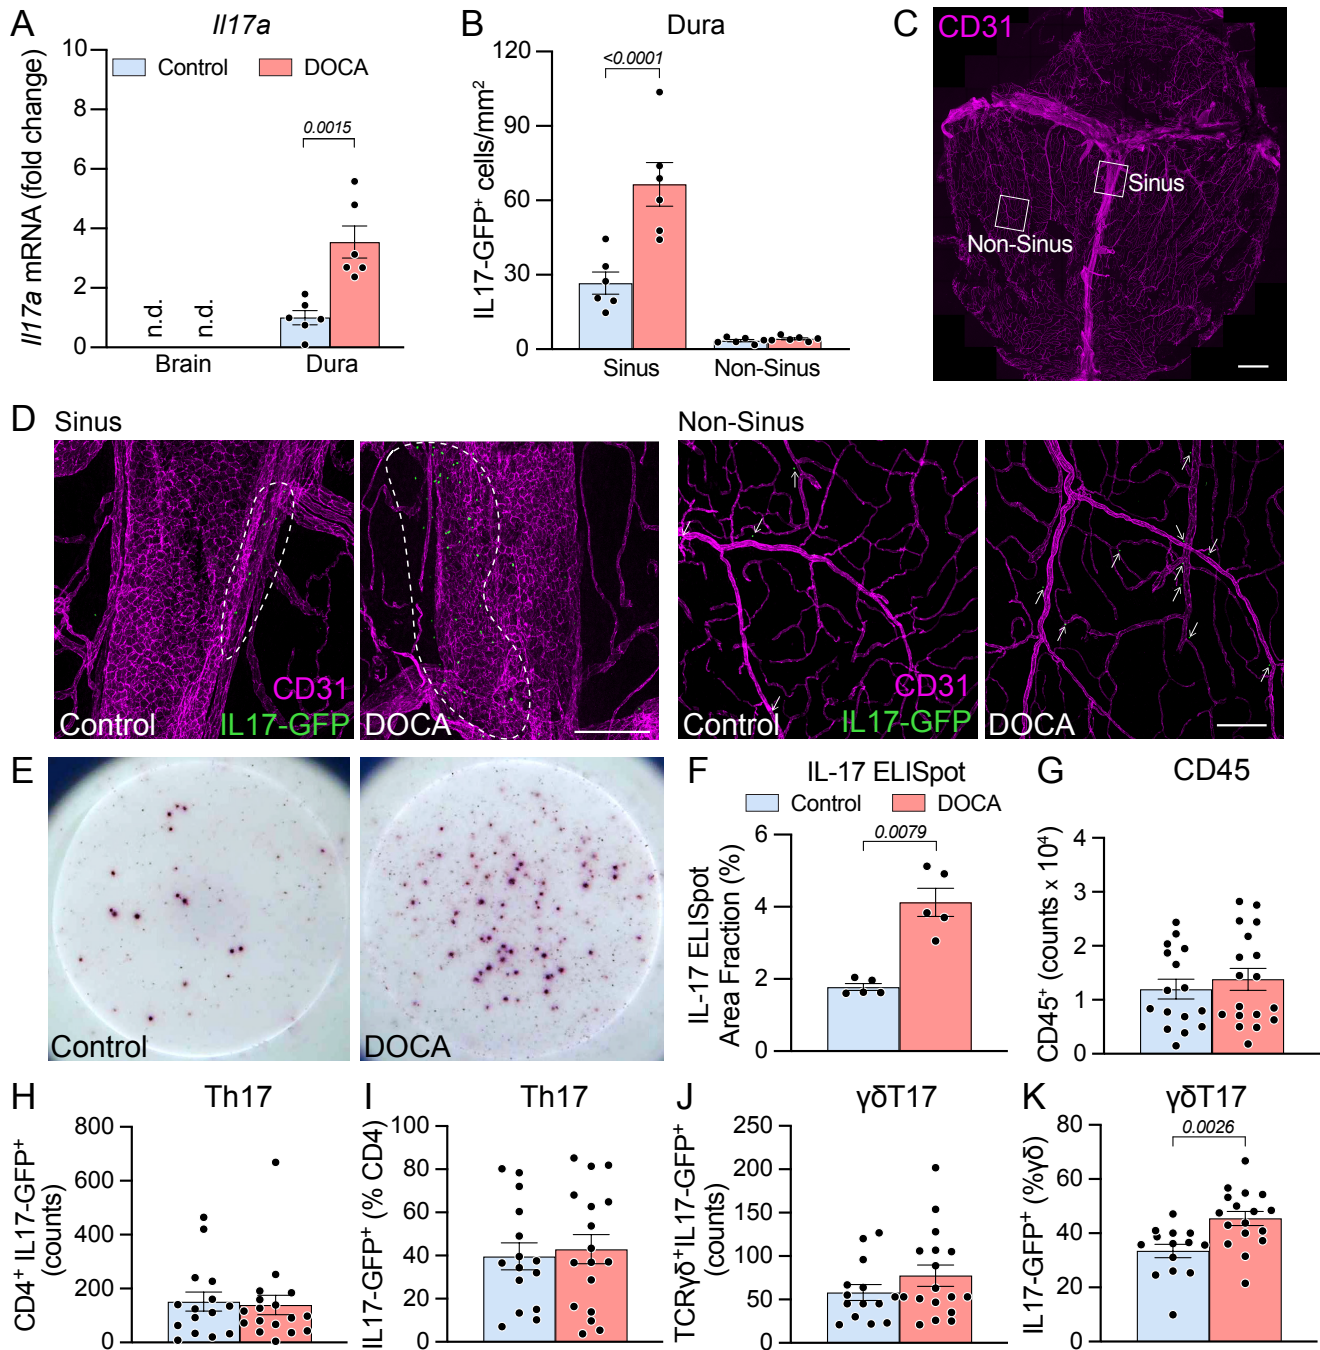 A
Il17a
Il17a mRNA (fold change)
10
8
6
4
2
0
Control
DOCA
0.0015
n.d.
n.d.
Brain
Dura
B
Dura
IL17-GFP⁺ cells/mm²
120
90
60
30
0
<0.0001
Sinus
Non-Sinus
C
CD31
Sinus
Non-Sinus
D
Sinus
Non-Sinus
CD31
Control
IL17-GFP
DOCA
CD31
Control
IL17-GFP
DOCA
E
Control
DOCA
F
IL-17 ELISpot
Control
DOCA
IL-17 ELISpot
Area Fraction (%)
6
4
2
0
0.0079
G
CD45
CD45⁺ (counts x 10⁴)
4
3
2
1
0
H
Th17
CD4⁺ IL17-GFP⁺
(counts)
800
600
400
200
0
I
Th17
IL17-GFP⁺ (% CD4)
100
80
60
40
20
0
J
γδT17
TCRγδ⁺IL17-GFP⁺
(counts)
250
200
150
100
50
0
K
γδT17
IL17-GFP⁺ (%γδ)
80
60
40
20
0
0.0026